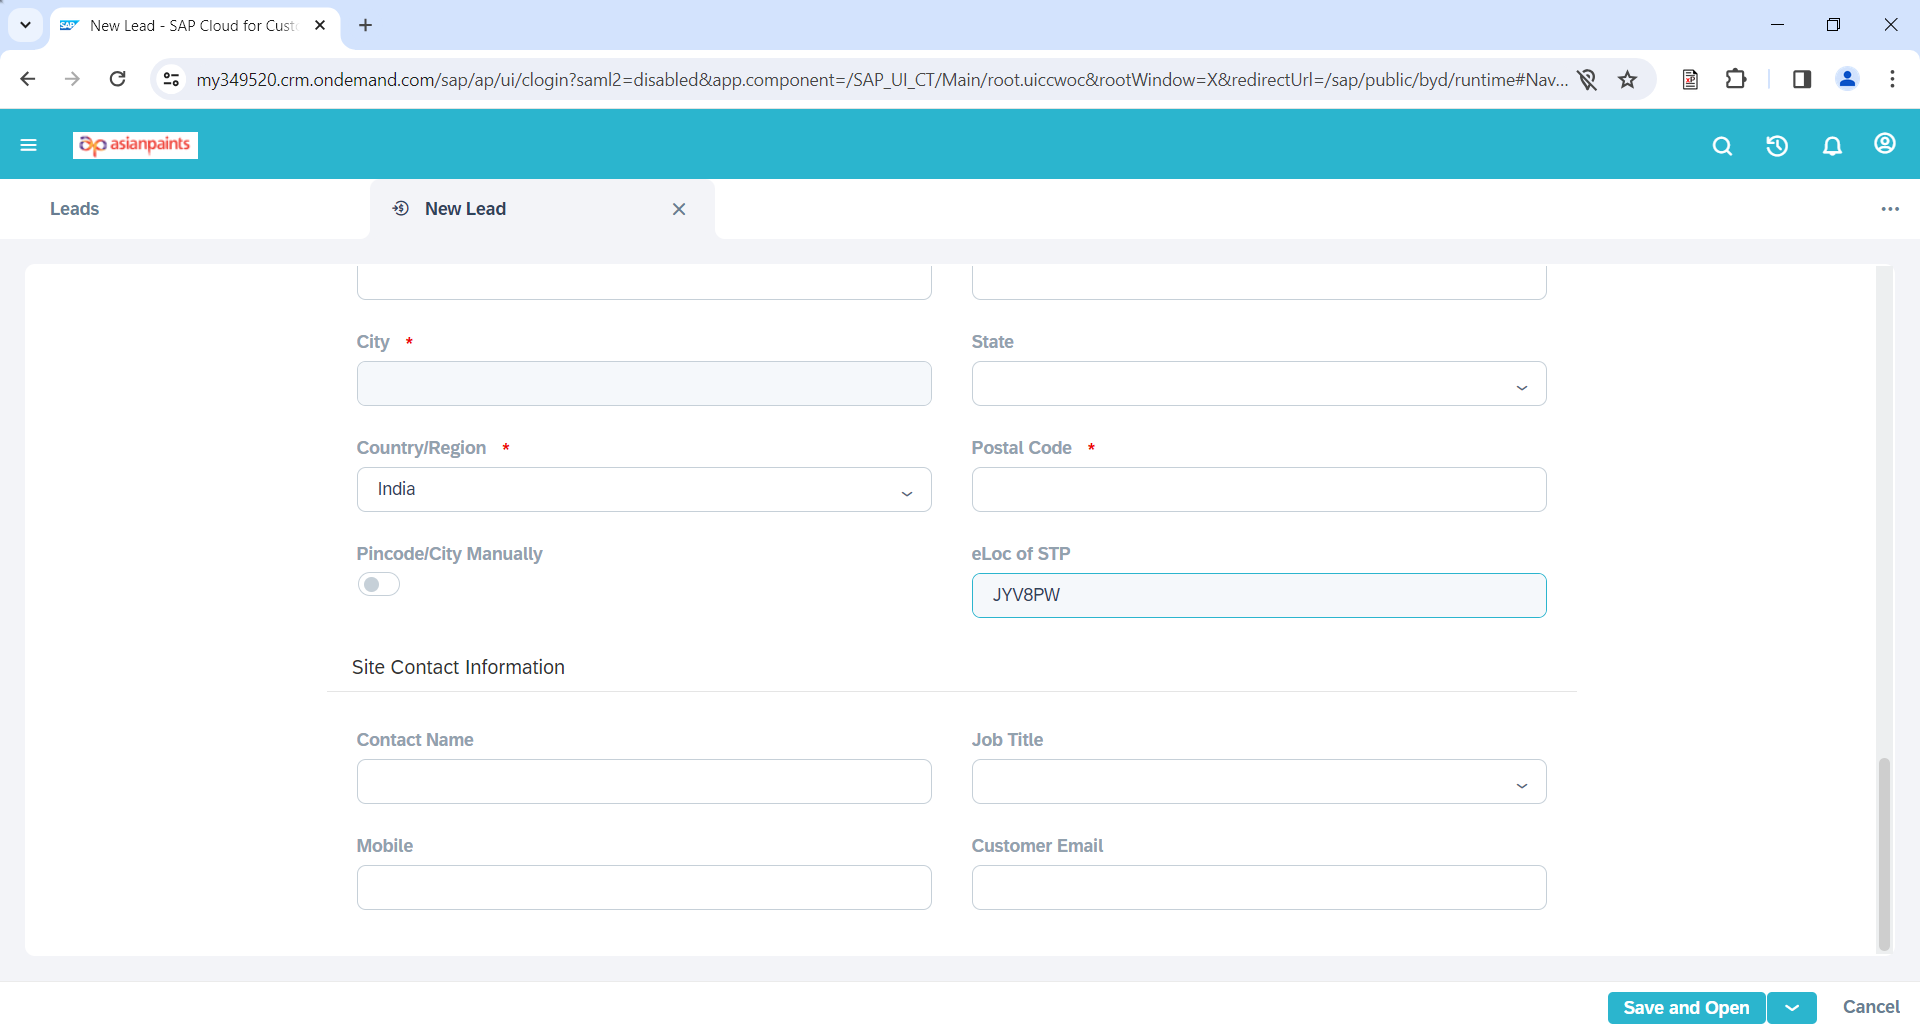 New Lead - SAP Cloud for Cust
my349520.crm.ondemand.com/sap/ap/ui/clogin?saml2=disabled&app.component=/SAP_UI_CT/Main/root.uiccwoc&rootWindow=X&redirectUrl=/sap/public/byd/runtime#Nav...
asianpaints
Leads
New Lead
City *
State
Country/Region *
Postal Code *
India
Pincode/City Manually
eLoc of STP
JYV8PW
Site Contact Information
Contact Name
Job Title
Mobile
Customer Email
Save and Open
Cancel